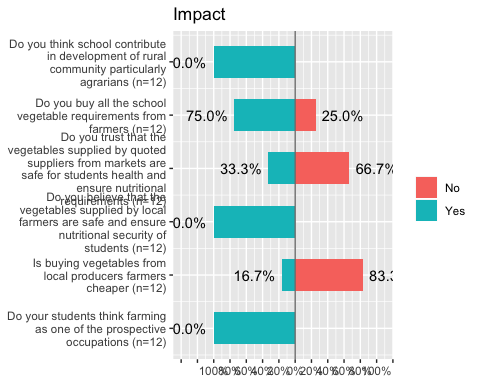 Impact
Do you think school contribute
in development of rural
community particularly
agrarians (n=12)
0.0%
Do you buy all the school
vegetable requirements from
farmers (n=12)
75.0%
25.0%
Do you trust that the
vegetables supplied by quoted
suppliers from markets are
safe for students health and
ensure nutritional
requirements (n=12)
33.3%
66.7%
Do you believe that the
vegetables supplied by local
farmers are safe and ensure
nutritional security of
students (n=12)
0.0%
Is buying vegetables from
local producers farmers
cheaper (n=12)
16.7%
83.3
Do your students think farming
as one of the prospective
occupations (n=12)
0.0%
No
Yes
100% 80% 60% 40% 20% 0% 20% 40% 60% 80% 100%